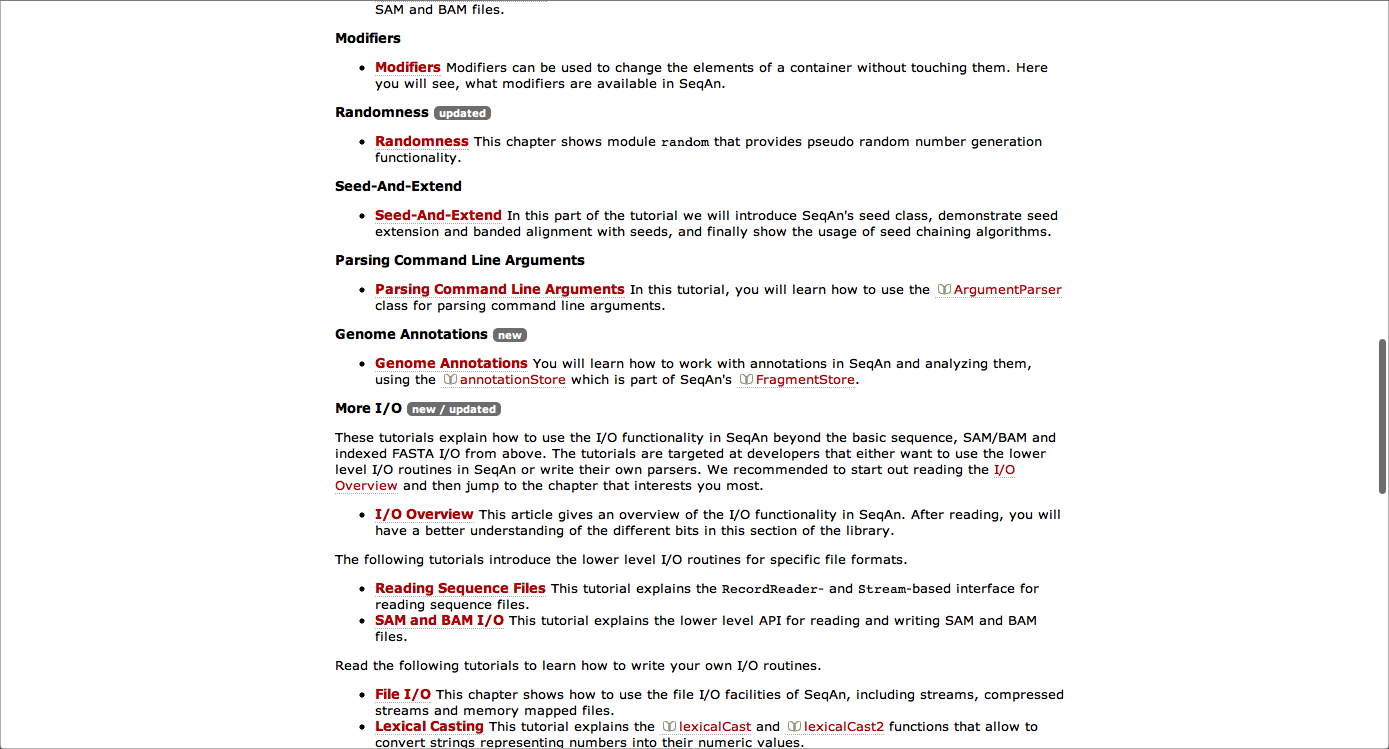 SAM and BAM files.
Modifiers
• Modifiers Modifiers can be used to change the elements of a container without touching them. Here
you will see, what modifiers are available in SeqAn.
Randomness updated
• Randomness This chapter shows module random that provides pseudo random number generation
functionality.
Seed-And-Extend
• Seed-And-Extend In this part of the tutorial we will introduce SeqAn's seed class, demonstrate seed
extension and banded alignment with seeds, and finally show the usage of seed chaining algorithms.
Parsing Command Line Arguments
• Parsing Command Line Arguments In this tutorial, you will learn how to use the ArgumentParser
class for parsing command line arguments.
Genome Annotations new
• Genome Annotations You will learn how to work with annotations in SeqAn and analyzing them,
using the annotationStore which is part of SeqAn's FragmentStore.
More I/O new / updated
These tutorials explain how to use the I/O functionality in SeqAn beyond the basic sequence, SAM/BAM and
indexed FASTA I/O from above. The tutorials are targeted at developers that either want to use the lower
level I/O routines in SeqAn or write their own parsers. We recommended to start out reading the I/O
Overview and then jump to the chapter that interests you most.
• I/O Overview This article gives an overview of the I/O functionality in SeqAn. After reading, you will
have a better understanding of the different bits in this section of the library.
The following tutorials introduce the lower level I/O routines for specific file formats.
• Reading Sequence Files This tutorial explains the RecordReader- and Stream-based interface for
reading sequence files.
• SAM and BAM I/O This tutorial explains the lower level API for reading and writing SAM and BAM
files.
Read the following tutorials to learn how to write your own I/O routines.
• File I/O This chapter shows how to use the file I/O facilities of SeqAn, including streams, compressed
streams and memory mapped files.
• Lexical Casting This tutorial explains the lexicalCast and lexicalCast2 functions that allow to
convert strings representing numbers into their numeric values.